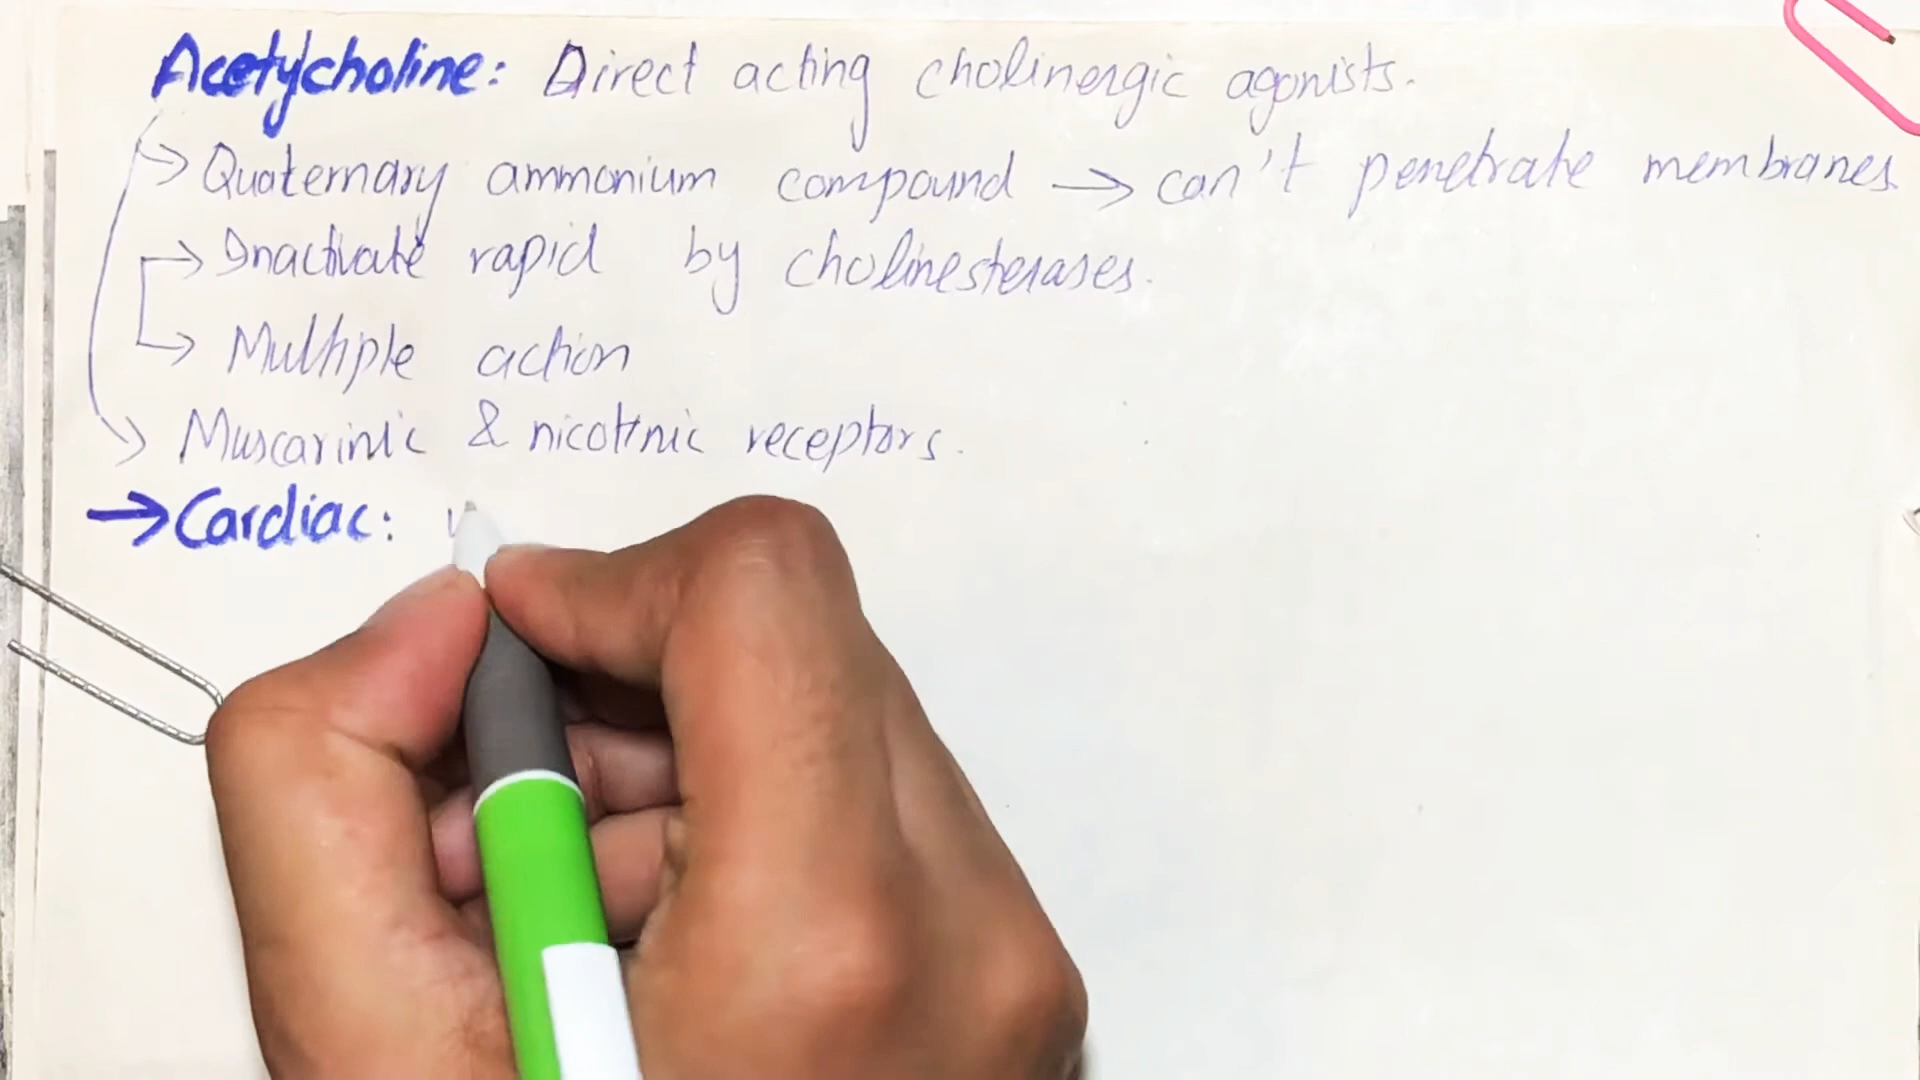 Acetylcholine: Direct acting cholinergic agonists.
→ Quaternary ammonium compound → can't penetrate membranes
→ Inactivate rapid by cholinesterases.
→ Multiple action
→ Muscarinic & nicotinic receptors.
→ Cardiac: